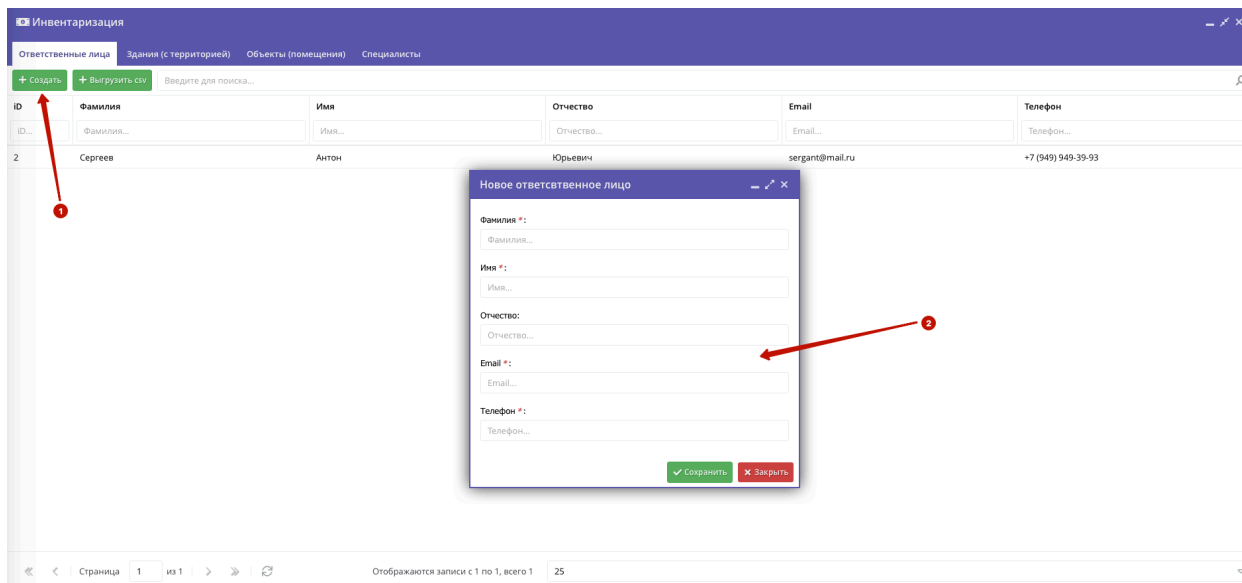 Инвентаризация
Ответственные лица Здания (с территорией) Объекты (помещения) Специалисты
+ Создать + Выгрузить csv Введите для поиска...
iD Фамилия Имя Отчество Email Телефон
iD... Фамилия... Имя... Отчество... Email... Телефон...
2 Сергеев Антон Юрьевич sergant@mail.ru +7 (949) 949-39-93
Новое ответсвтвенное лицо
1
Фамилия *:
Фамилия...
Имя *:
Имя...
Отчество:
2
Отчество...
Email *:
Email...
Телефон *:
Телефон...
Сохранить Закрыть
Страница 1 из 1 Отображаются записи с 1 по 1, всего 1 25